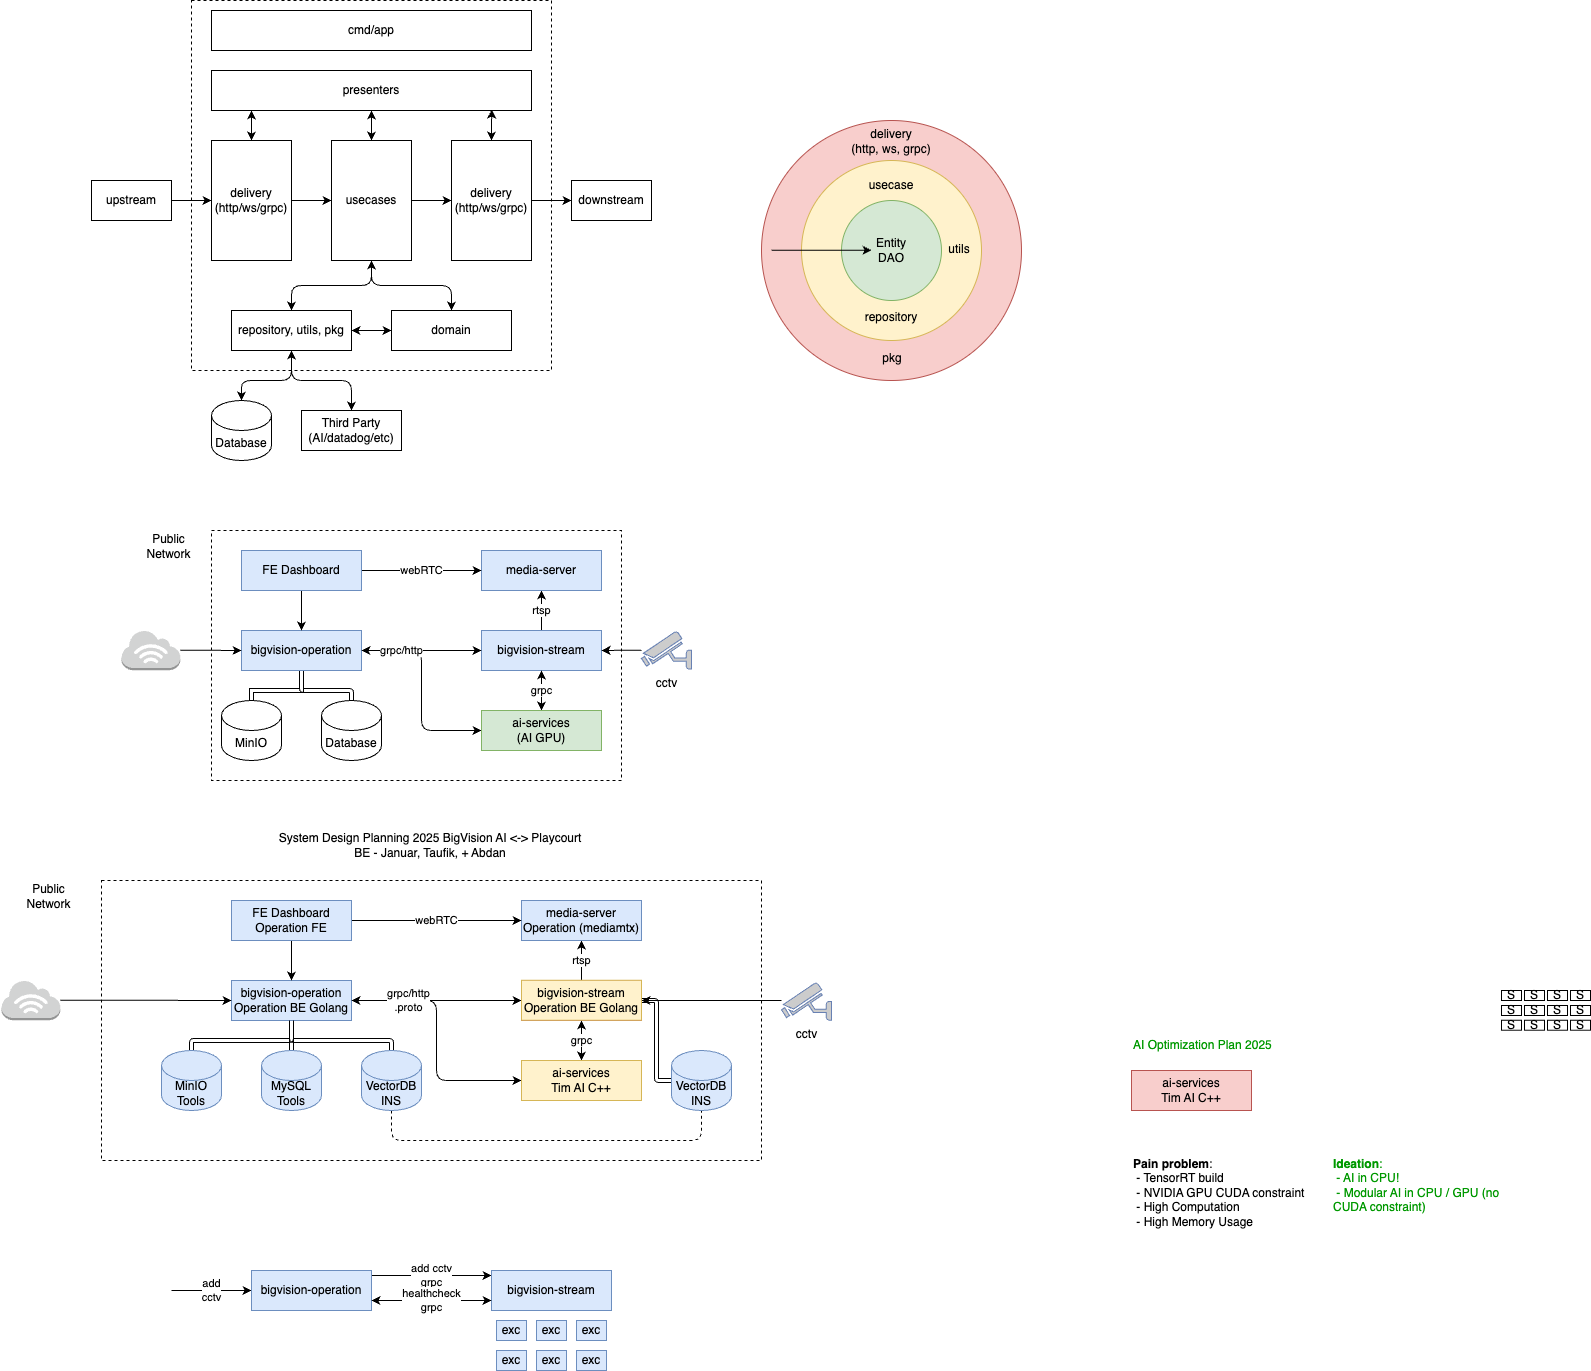 cmd/app
presenters
delivery
(http/ws/grpc)
usecases
delivery
(http/ws/grpc)
upstream
downstream
repository, utils, pkg
domain
Database
Third Party
(AI/datadog/etc)
delivery
(http, ws, grpc)
usecase
Entity
DAO
utils
repository
pkg
Public
Network
FE Dashboard
webRTC
media-server
rtsp
bigvision-operation
grpc/http
bigvision-stream
cctv
grpc
MinIO
Database
ai-services
(AI GPU)
System Design Planning 2025 BigVision AI <-> Playcourt
BE - Januar, Taufik, + Abdan
Public
Network
FE Dashboard
Operation FE
webRTC
media-server
Operation (mediamtx)
rtsp
bigvision-operation
Operation BE Golang
grpc/http
.proto
bigvision-stream
Operation BE Golang
cctv
grpc
MinIO
Tools
MySQL
Tools
VectorDB
INS
ai-services
Tim AI C++
VectorDB
INS
S S S S
S S S S
S S S S
AI Optimization Plan 2025
ai-services
Tim AI C++
Pain problem:
- TensorRT build
- NVIDIA GPU CUDA constraint
- High Computation
- High Memory Usage
Ideation:
- AI in CPU!
- Modular AI in CPU / GPU (no
CUDA constraint)
add
cctv
bigvision-operation
add cctv
grpc
healthcheck
grpc
bigvision-stream
exc exc exc
exc exc exc